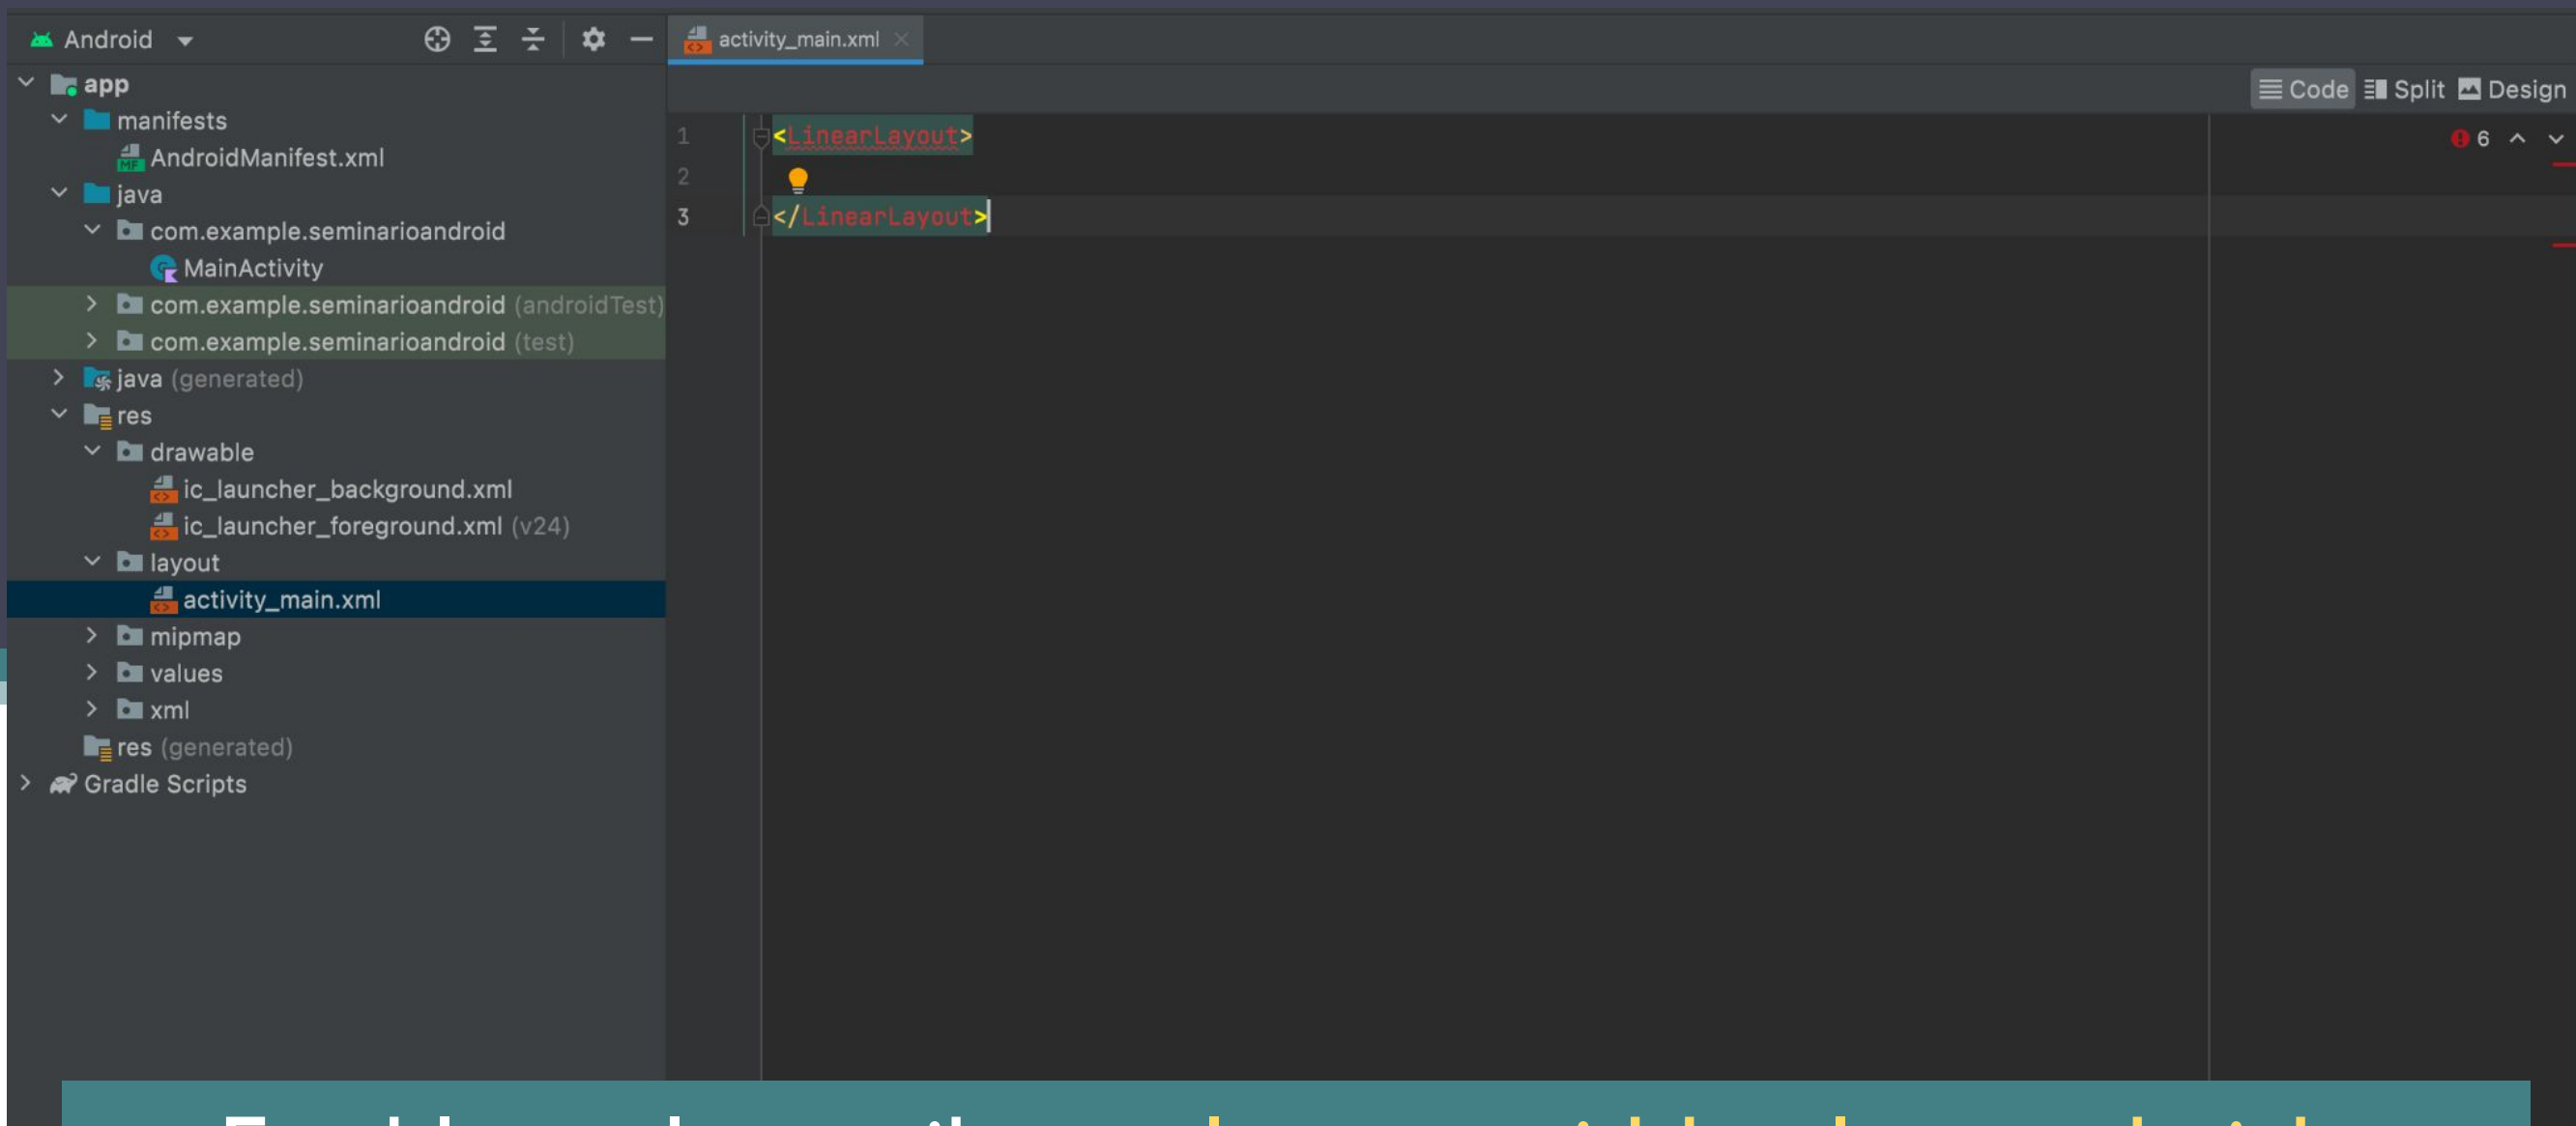 Android
activity_main.xml
app
Code Split Design
manifests
1 <LinearLayout>
6
AndroidManifest.xml
2
java
3 </LinearLayout>
com.example.seminarioandroid
MainActivity
com.example.seminarioandroid (androidTest)
com.example.seminarioandroid (test)
java (generated)
res
drawable
ic_launcher_background.xml
ic_launcher_foreground.xml (v24)
layout
activity_main.xml
mipmap
values
xml
res (generated)
Gradle Scripts